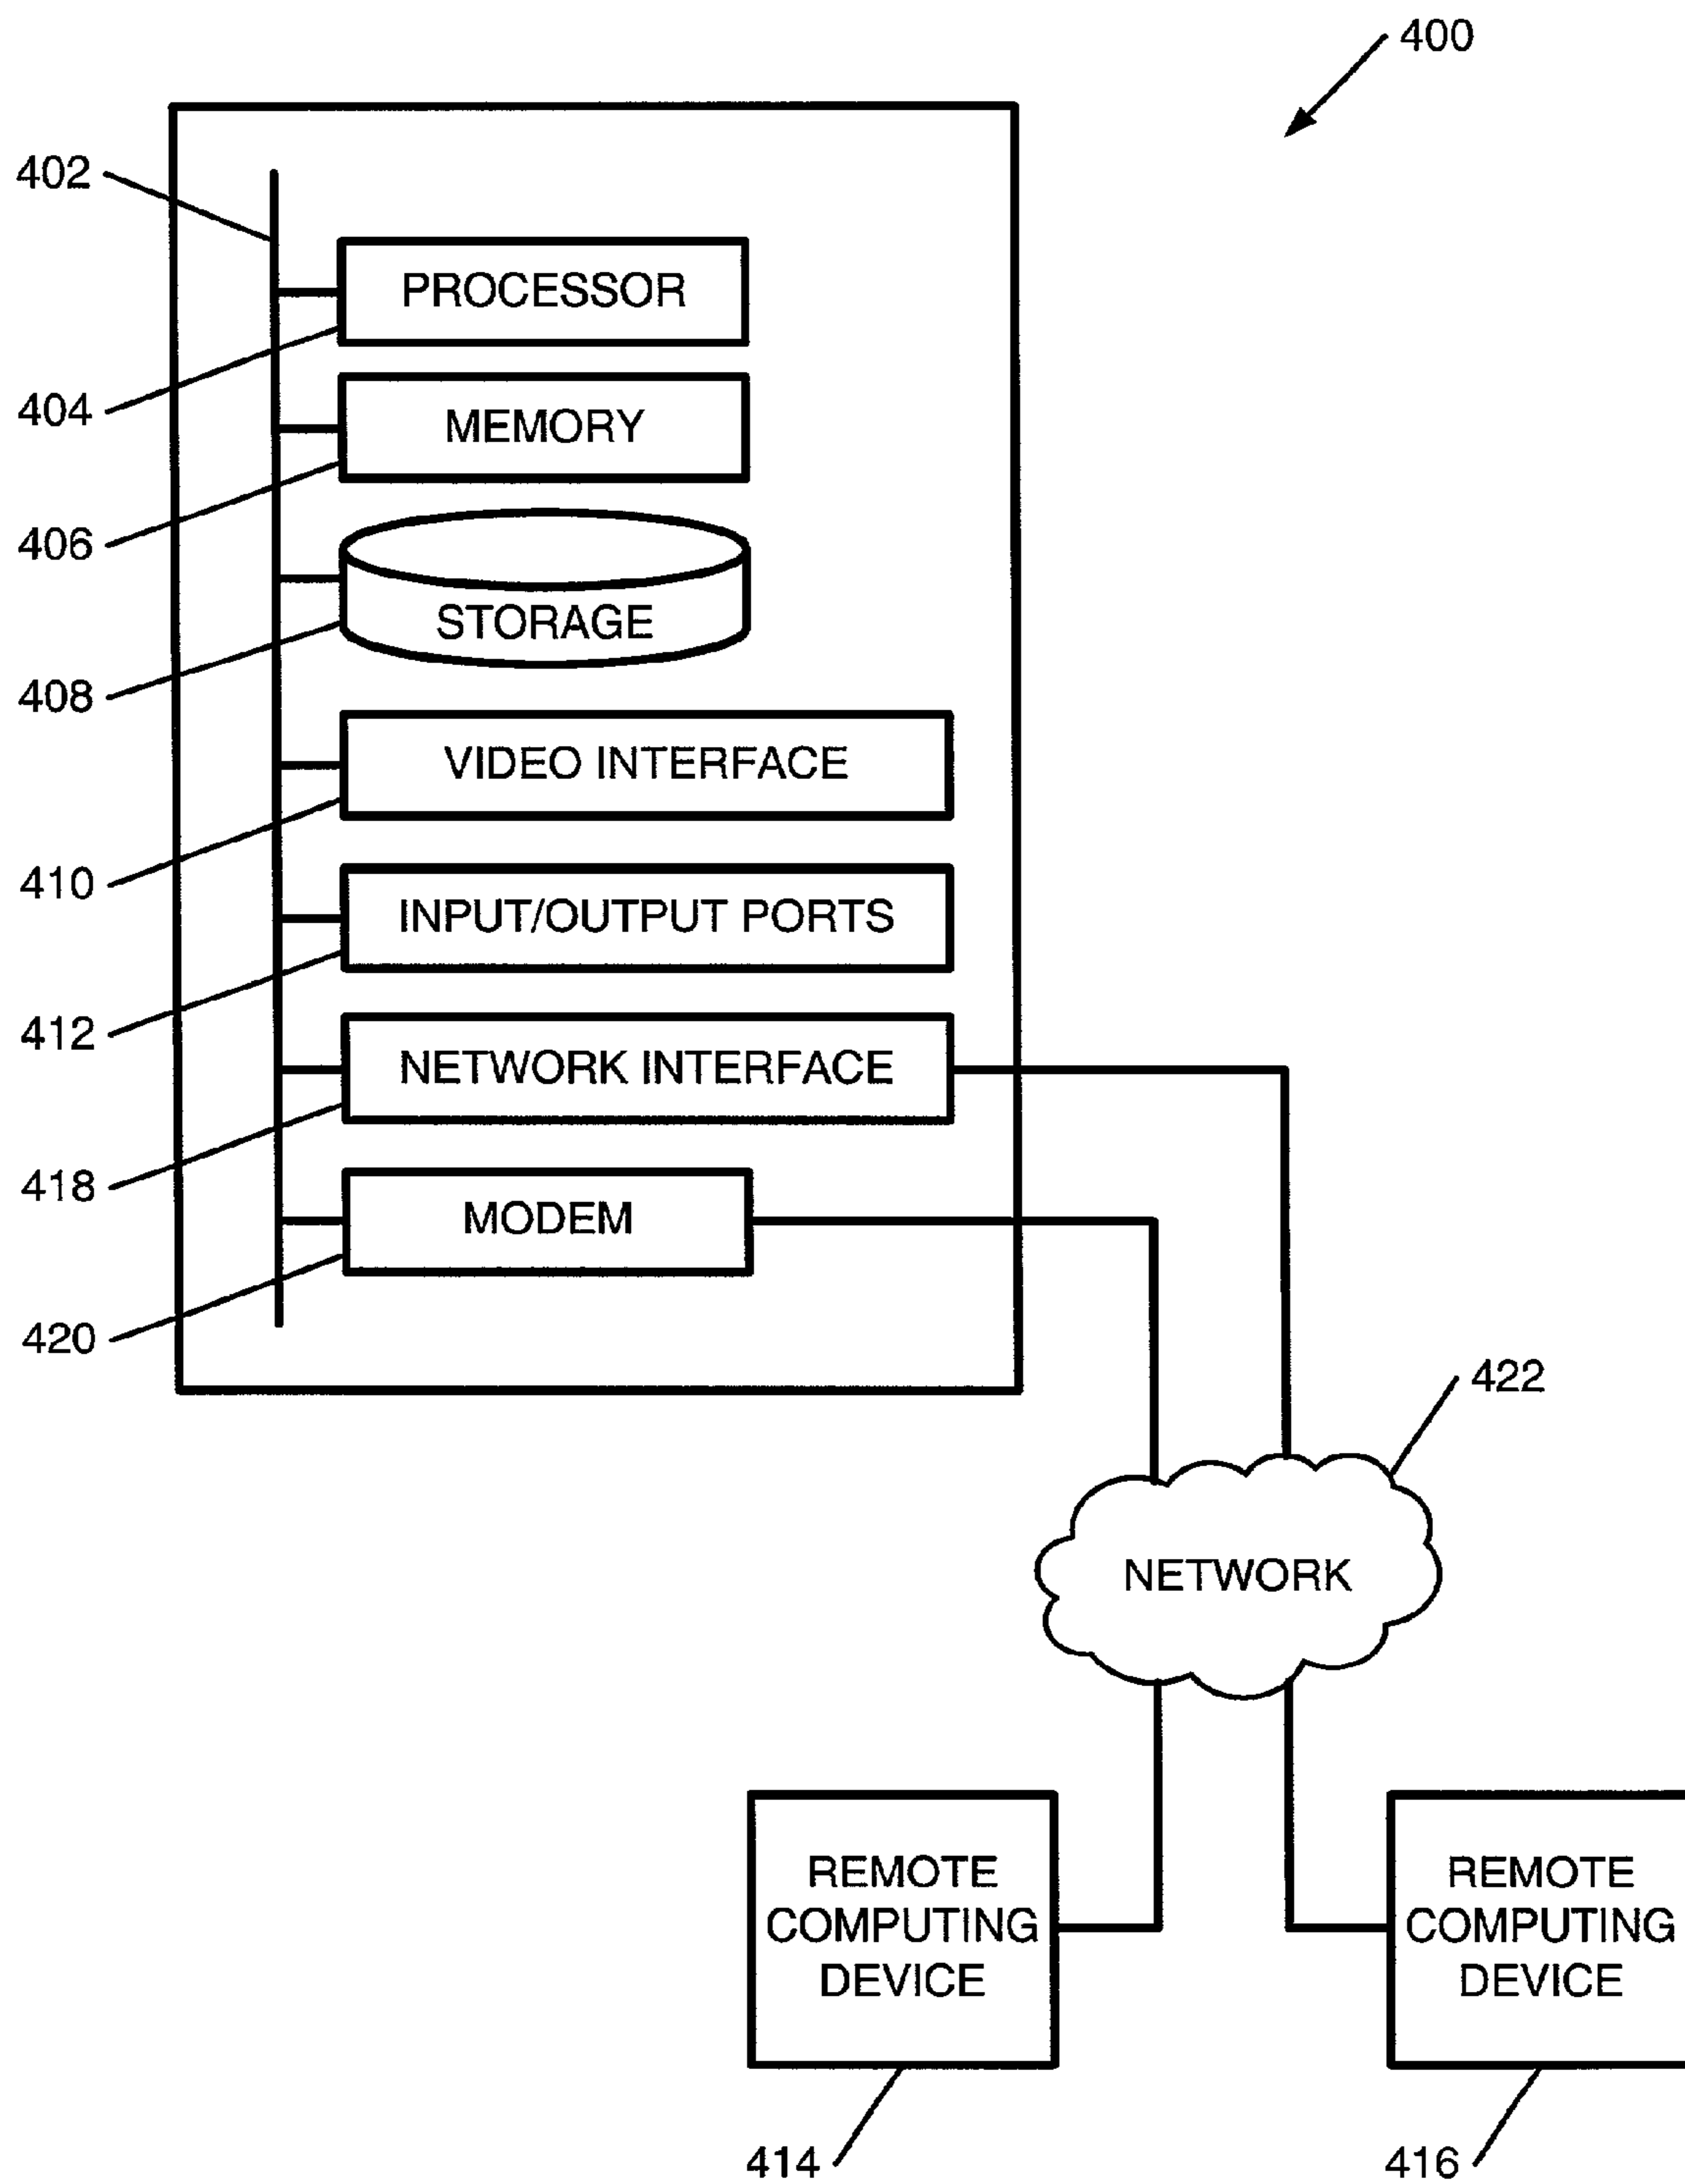 400
402
PROCESSOR
404
MEMORY
406
STORAGE
408
VIDEO INTERFACE
410
INPUT/OUTPUT PORTS
412
NETWORK INTERFACE
418
MODEM
420
422
NETWORK
REMOTE
COMPUTING
DEVICE
414
REMOTE
COMPUTING
DEVICE
416